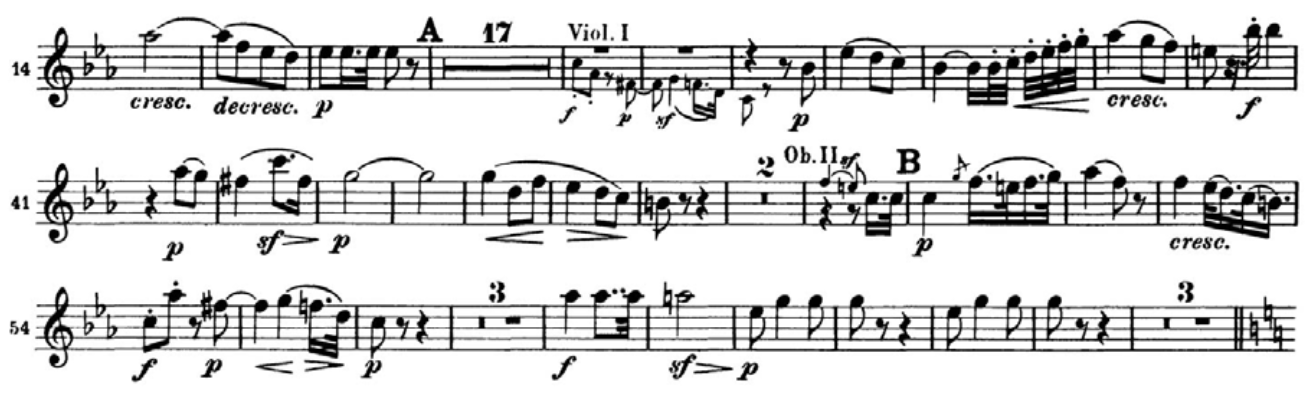 A 17 Viol. I
14
cresc. decresc. p f p sf p cresc. f
2 Ob. II sf B
41
p sf p p cresc.
54 3 3
f p p f sf p